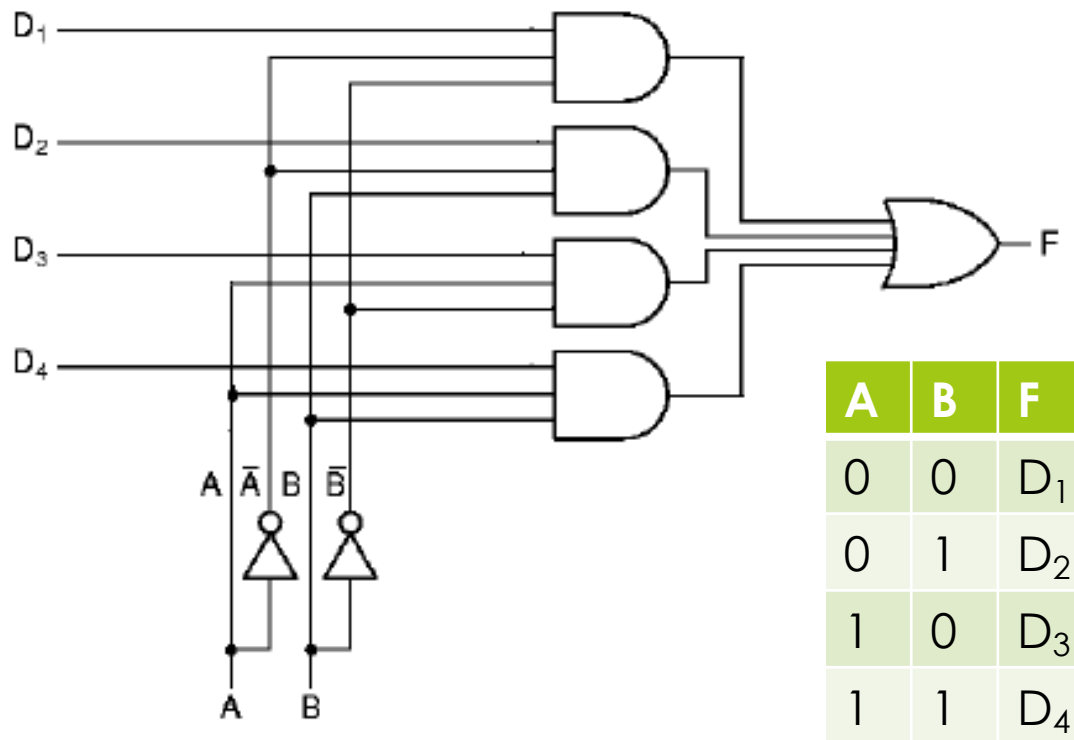 D₁
D₂
D₃
F
D₄
A A̅ B B̅
A B
A B F
0 0 D₁
0 1 D₂
1 0 D₃
1 1 D₄